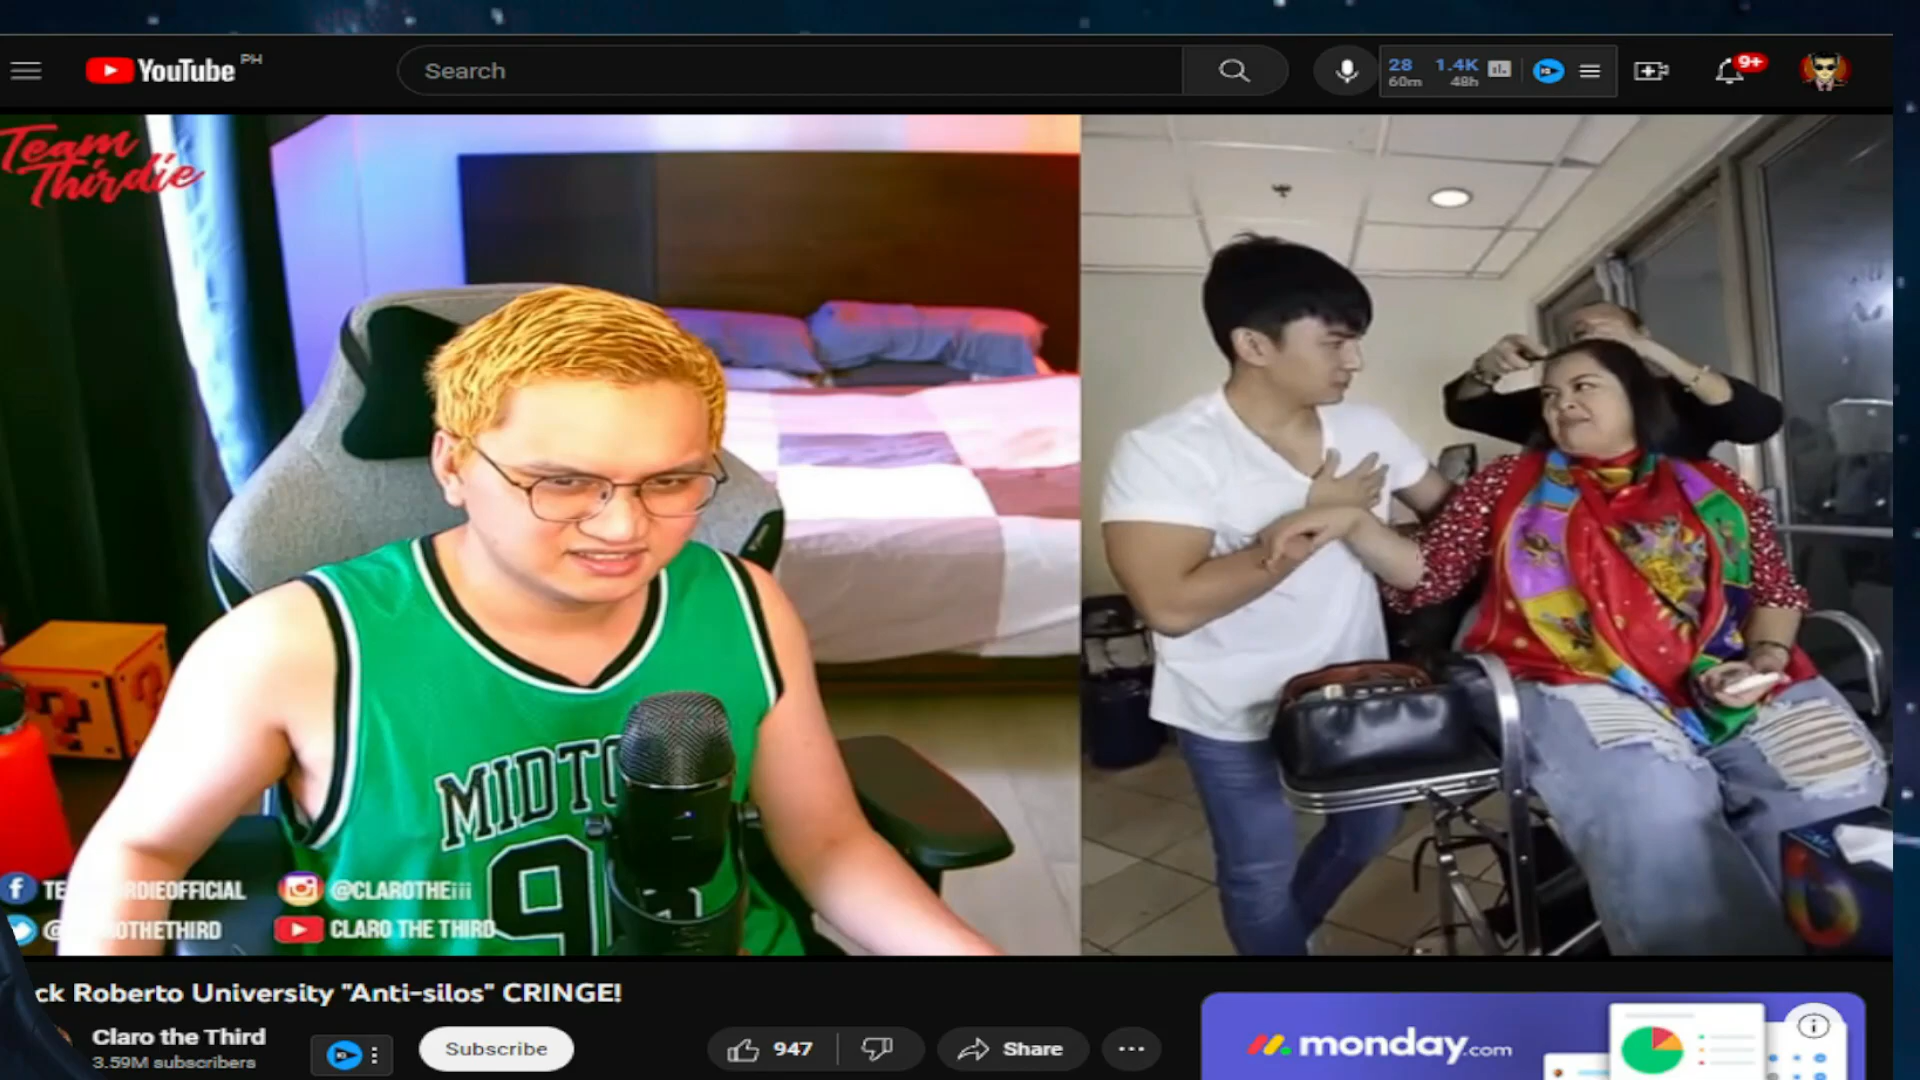 YouTube PH
Search
28 60m
1.4K 48h
9+
Team
Thirdie
MIDTO
9
@CLAROTHEiii
CLARO THE THIRD
ck Roberto University "Anti-silos" CRINGE!
Claro the Third
3.59M subscribers
Subscribe
947
Share
monday.com